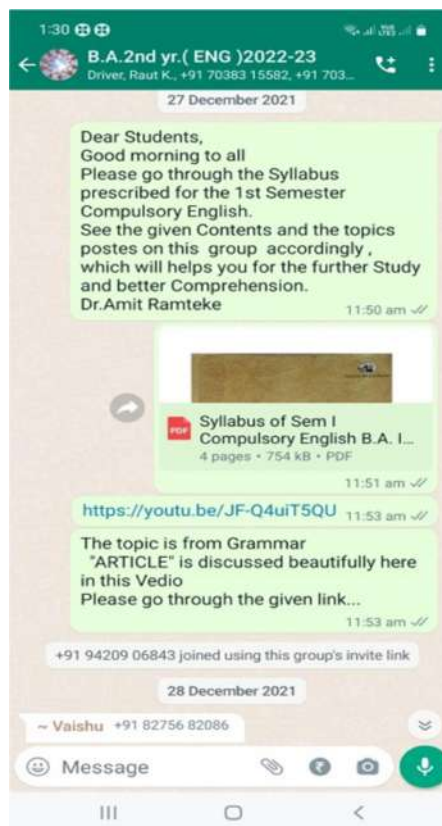 1:30
B.A.2nd yr.( ENG )2022-23
Driver, Raut K., +91 70383 15582, +91 703...
27 December 2021
Dear Students,
Good morning to all
Please go through the Syllabus
prescribed for the 1st Semester
Compulsory English.
See the given Contents and the topics
postes on this group accordingly ,
which will helps you for the further Study
and better Comprehension.
Dr.Amit Ramteke
11:50 am
PDF
Syllabus of Sem I
Compulsory English B.A. I...
4 pages • 754 kB • PDF
11:51 am
https://youtu.be/JF-Q4uiT5QU 11:53 am
The topic is from Grammar
"ARTICLE" is discussed beautifully here
in this Vedio
Please go through the given link...
11:53 am
+91 94209 06843 joined using this group's invite link
28 December 2021
~ Vaishu +91 82756 82086
Message